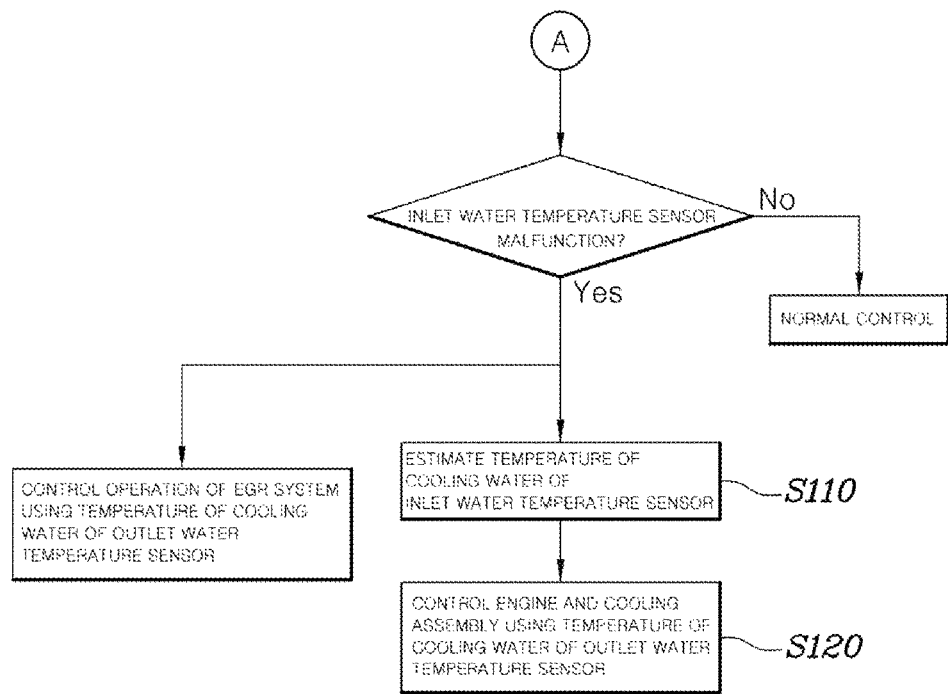 A
INLET WATER TEMPERATURE SENSOR
MALFUNCTION?
No
Yes
NORMAL CONTROL
CONTROL OPERATION OF EGR SYSTEM
USING TEMPERATURE OF COOLING
WATER OF OUTLET WATER
TEMPERATURE SENSOR
ESTIMATE TEMPERATURE OF
COOLING WATER OF
INLET WATER TEMPERATURE SENSOR
S110
CONTROL ENGINE AND COOLING
ASSEMBLY USING TEMPERATURE OF
COOLING WATER OF OUTLET WATER
TEMPERATURE SENSOR
S120